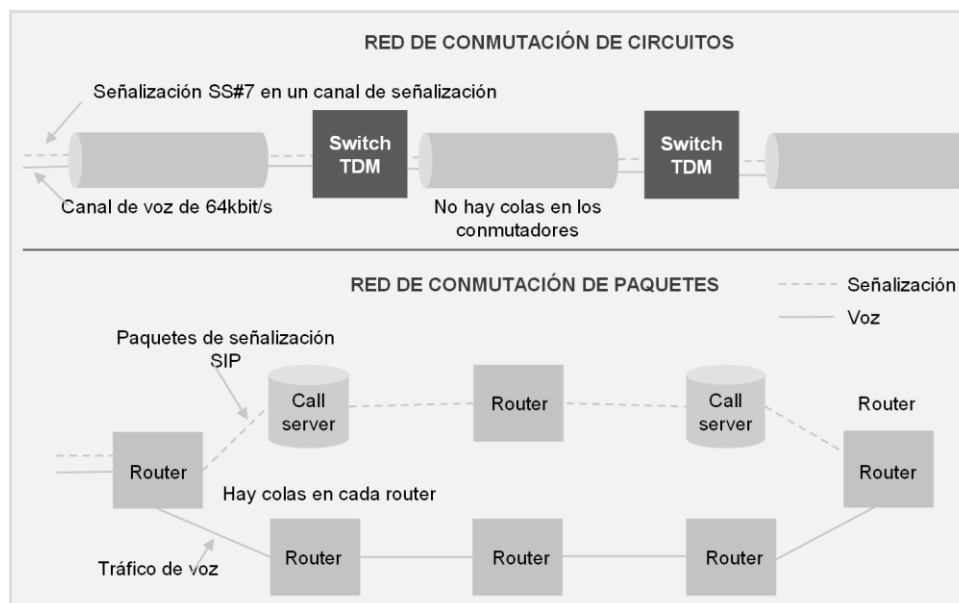 RED DE CONMUTACIÓN DE CIRCUITOS
Señalización SS#7 en un canal de señalización
Switch
TDM
Switch
TDM
Canal de voz de 64kbit/s
No hay colas en los
conmutadores
RED DE CONMUTACIÓN DE PAQUETES
Señalización
Voz
Paquetes de señalización
SIP
Call
server
Router
Call
server
Router
Router
Router
Hay colas en cada router
Router
Router
Router
Tráfico de voz